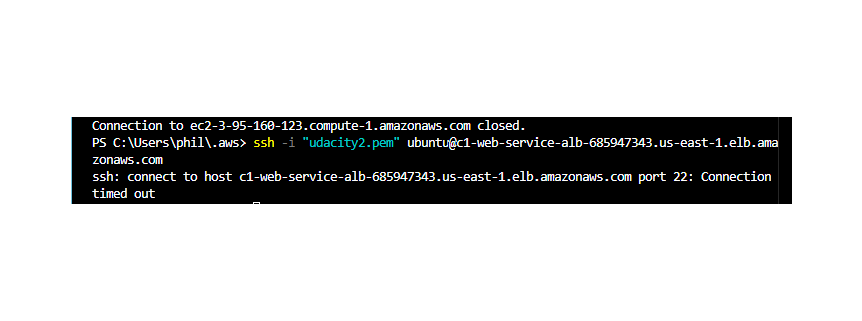 Connection to ec2-3-95-160-123.compute-1.amazonaws.com closed.
PS C:\Users\phil\.aws> ssh -i "udacity2.pem" ubuntu@c1-web-service-alb-685947343.us-east-1.elb.ama
zonaws.com
ssh: connect to host c1-web-service-alb-685947343.us-east-1.elb.amazonaws.com port 22: Connection
timed out